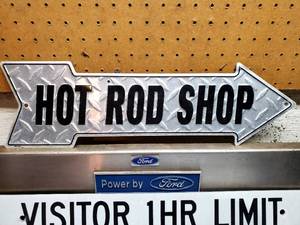 HOT ROD SHOP
Ford
Power by Ford
VISITOR 1HR LIMIT